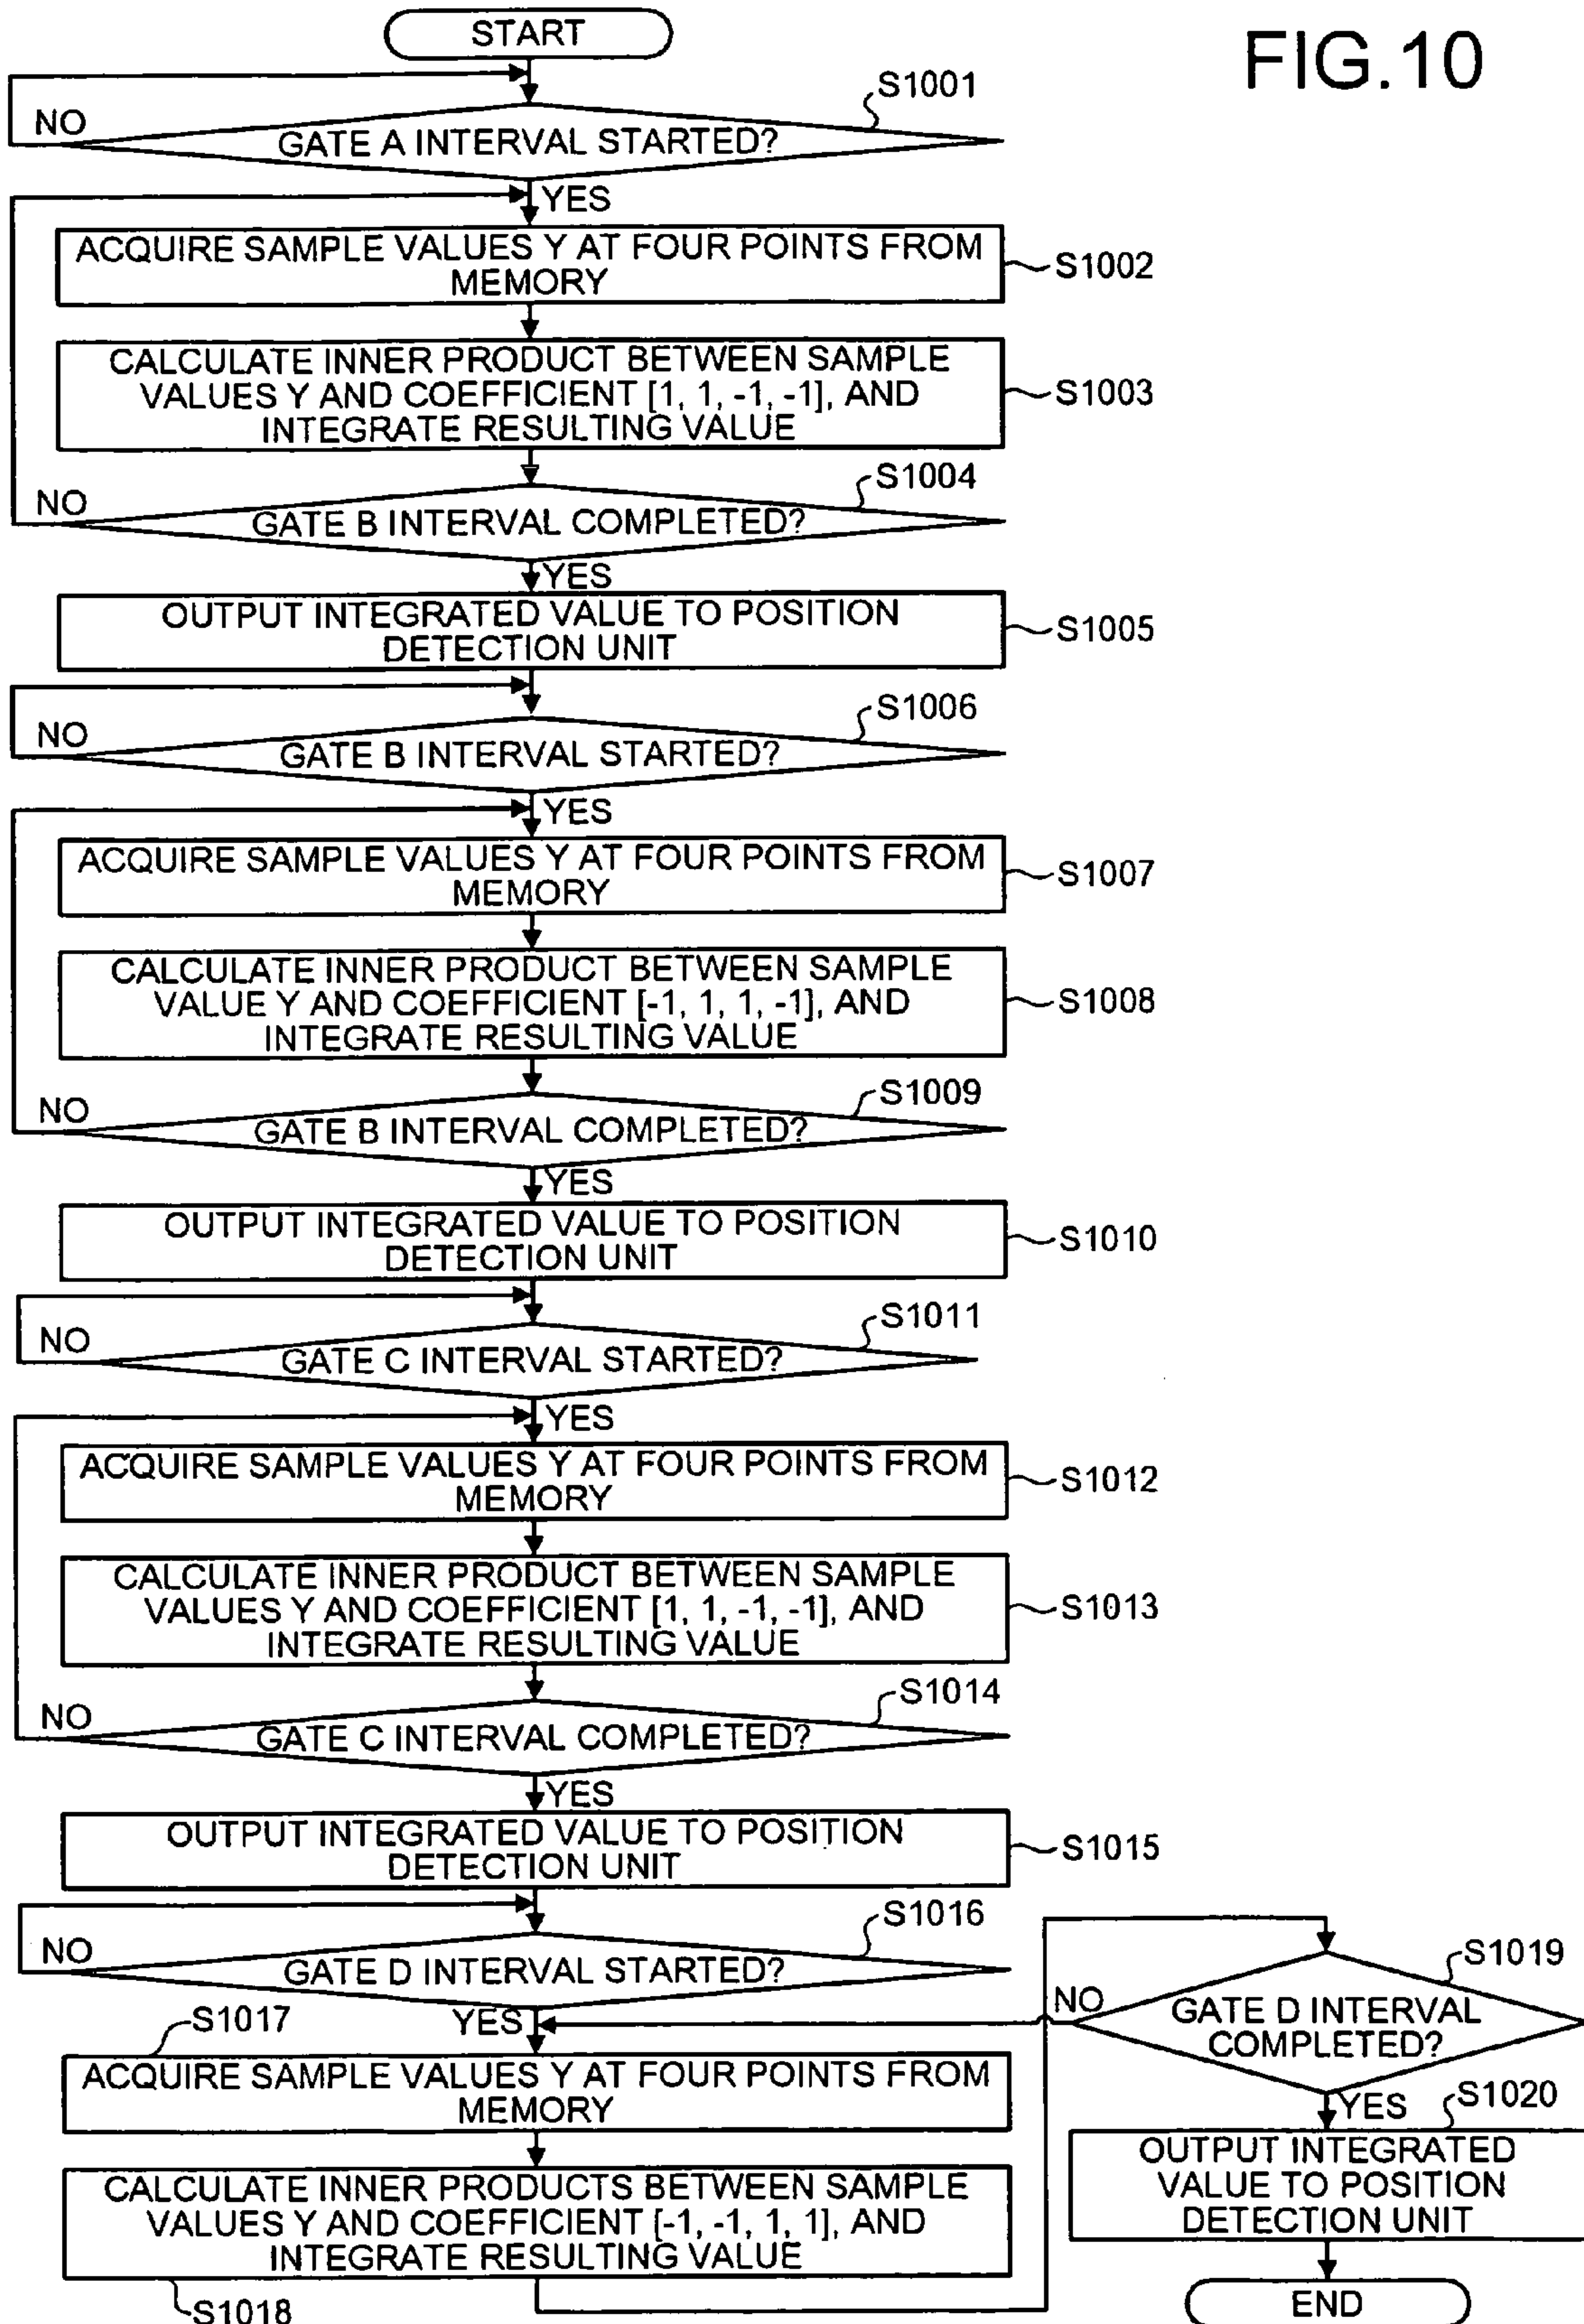 FIG.10
START
S1001
NO
GATE A INTERVAL STARTED?
YES
ACQUIRE SAMPLE VALUES Y AT FOUR POINTS FROM
MEMORY
S1002
CALCULATE INNER PRODUCT BETWEEN SAMPLE
VALUES Y AND COEFFICIENT [1, 1, -1, -1], AND
INTEGRATE RESULTING VALUE
S1003
S1004
NO
GATE B INTERVAL COMPLETED?
YES
OUTPUT INTEGRATED VALUE TO POSITION
DETECTION UNIT
S1005
S1006
NO
GATE B INTERVAL STARTED?
YES
ACQUIRE SAMPLE VALUES Y AT FOUR POINTS FROM
MEMORY
S1007
CALCULATE INNER PRODUCT BETWEEN SAMPLE
VALUE Y AND COEFFICIENT [-1, 1, 1, -1], AND
INTEGRATE RESULTING VALUE
S1008
S1009
NO
GATE B INTERVAL COMPLETED?
YES
OUTPUT INTEGRATED VALUE TO POSITION
DETECTION UNIT
S1010
S1011
NO
GATE C INTERVAL STARTED?
YES
ACQUIRE SAMPLE VALUES Y AT FOUR POINTS FROM
MEMORY
S1012
CALCULATE INNER PRODUCT BETWEEN SAMPLE
VALUES Y AND COEFFICIENT [1, 1, -1, -1], AND
INTEGRATE RESULTING VALUE
S1013
S1014
NO
GATE C INTERVAL COMPLETED?
YES
OUTPUT INTEGRATED VALUE TO POSITION
DETECTION UNIT
S1015
S1016
NO
GATE D INTERVAL STARTED?
YES
S1017
ACQUIRE SAMPLE VALUES Y AT FOUR POINTS FROM
MEMORY
CALCULATE INNER PRODUCTS BETWEEN SAMPLE
VALUES Y AND COEFFICIENT [-1, -1, 1, 1], AND
INTEGRATE RESULTING VALUE
S1018
S1019
NO
GATE D INTERVAL
COMPLETED?
YES
S1020
OUTPUT INTEGRATED
VALUE TO POSITION
DETECTION UNIT
END